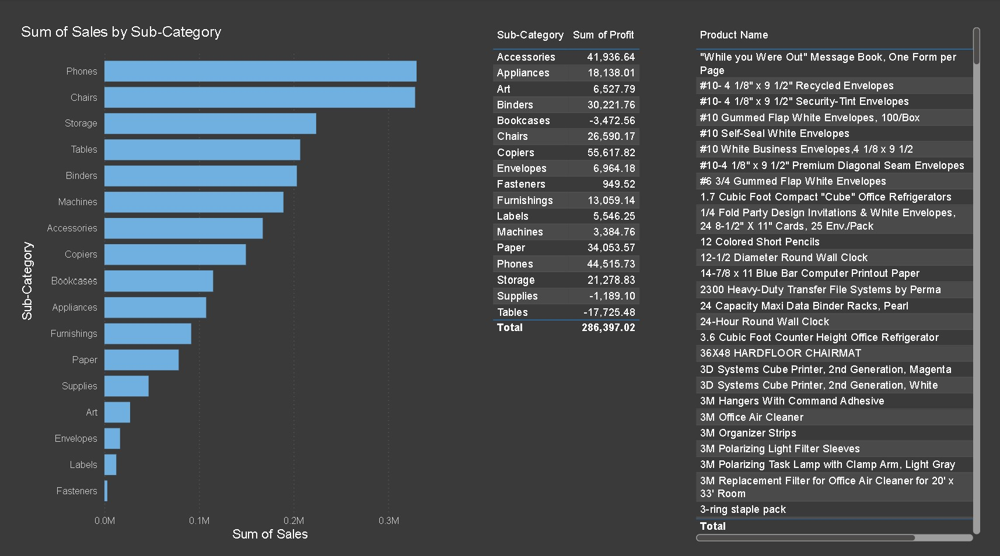 Sum of Sales by Sub-Category
Sub-Category
Phones
Chairs
Storage
Tables
Binders
Machines
Accessories
Copiers
Bookcases
Appliances
Furnishings
Paper
Supplies
Art
Envelopes
Labels
Fasteners
0.0M 0.1M 0.2M 0.3M
Sum of Sales
Sub-Category Sum of Profit
Accessories 41,936.64
Appliances 18,138.01
Art 6,527.79
Binders 30,221.76
Bookcases -3,472.56
Chairs 26,590.17
Copiers 55,617.82
Envelopes 6,964.18
Fasteners 949.52
Furnishings 13,059.14
Labels 5,546.25
Machines 3,384.76
Paper 34,053.57
Phones 44,515.73
Storage 21,278.83
Supplies -1,189.10
Tables -17,725.48
Total 286,397.02
Product Name
"While you Were Out" Message Book, One Form per
Page
#10- 4 1/8" x 9 1/2" Recycled Envelopes
#10- 4 1/8" x 9 1/2" Security-Tint Envelopes
#10 Gummed Flap White Envelopes, 100/Box
#10 Self-Seal White Envelopes
#10 White Business Envelopes,4 1/8 x 9 1/2
#10-4 1/8" x 9 1/2" Premium Diagonal Seam Envelopes
#6 3/4 Gummed Flap White Envelopes
1.7 Cubic Foot Compact "Cube" Office Refrigerators
1/4 Fold Party Design Invitations & White Envelopes,
24 8-1/2" X 11" Cards, 25 Env./Pack
12 Colored Short Pencils
12-1/2 Diameter Round Wall Clock
14-7/8 x 11 Blue Bar Computer Printout Paper
2300 Heavy-Duty Transfer File Systems by Perma
24 Capacity Maxi Data Binder Racks, Pearl
24-Hour Round Wall Clock
3.6 Cubic Foot Counter Height Office Refrigerator
36X48 HARDFLOOR CHAIRMAT
3D Systems Cube Printer, 2nd Generation, Magenta
3D Systems Cube Printer, 2nd Generation, White
3M Hangers With Command Adhesive
3M Office Air Cleaner
3M Organizer Strips
3M Polarizing Light Filter Sleeves
3M Polarizing Task Lamp with Clamp Arm, Light Gray
3M Replacement Filter for Office Air Cleaner for 20' x
33' Room
3-ring staple pack
Total